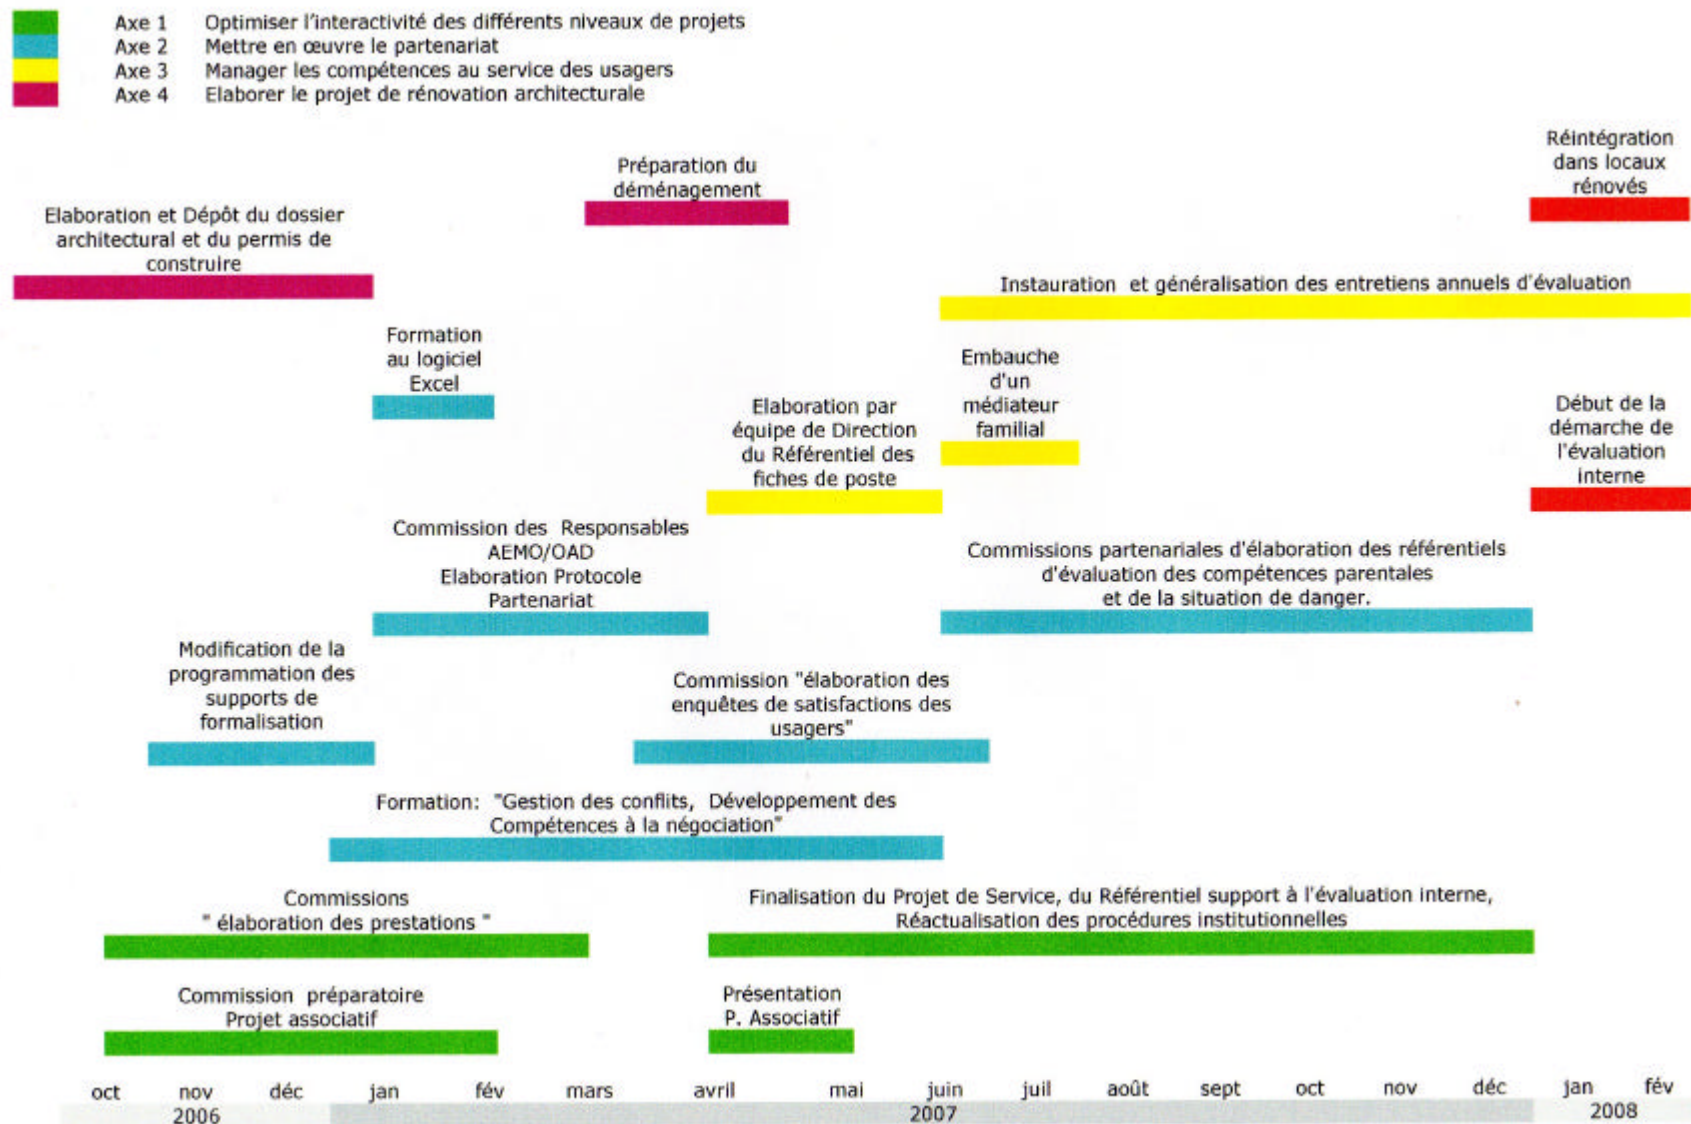 Axe 1 Optimiser l'interactivité des différents niveaux de projets
Axe 2 Mettre en œuvre le partenariat
Axe 3 Manager les compétences au service des usagers
Axe 4 Elaborer le projet de rénovation architecturale
Réintégration
dans locaux
rénovés
Préparation du
déménagement
Elaboration et Dépôt du dossier
architectural et du permis de
construire
Instauration et généralisation des entretiens annuels d'évaluation
Formation
au logiciel
Excel
Embauche
d'un
médiateur
familial
Elaboration par
équipe de Direction
du Référentiel des
fiches de poste
Début de la
démarche de
l'évaluation
interne
Commission des Responsables
AEMO/OAD
Elaboration Protocole
Partenariat
Commissions partenariales d'élaboration des référentiels
d'évaluation des compétences parentales
et de la situation de danger.
Modification de la
programmation des
supports de
formalisation
Commission "élaboration des
enquêtes de satisfactions des
usagers"
Formation: "Gestion des conflits, Développement des
Compétences à la négociation"
Commissions
" élaboration des prestations "
Finalisation du Projet de Service, du Référentiel support à l'évaluation interne,
Réactualisation des procédures institutionnelles
Commission préparatoire
Projet associatif
Présentation
P. Associatif
oct nov déc jan fév mars avril mai juin juil août sept oct nov déc jan fév
2006 2007 2008